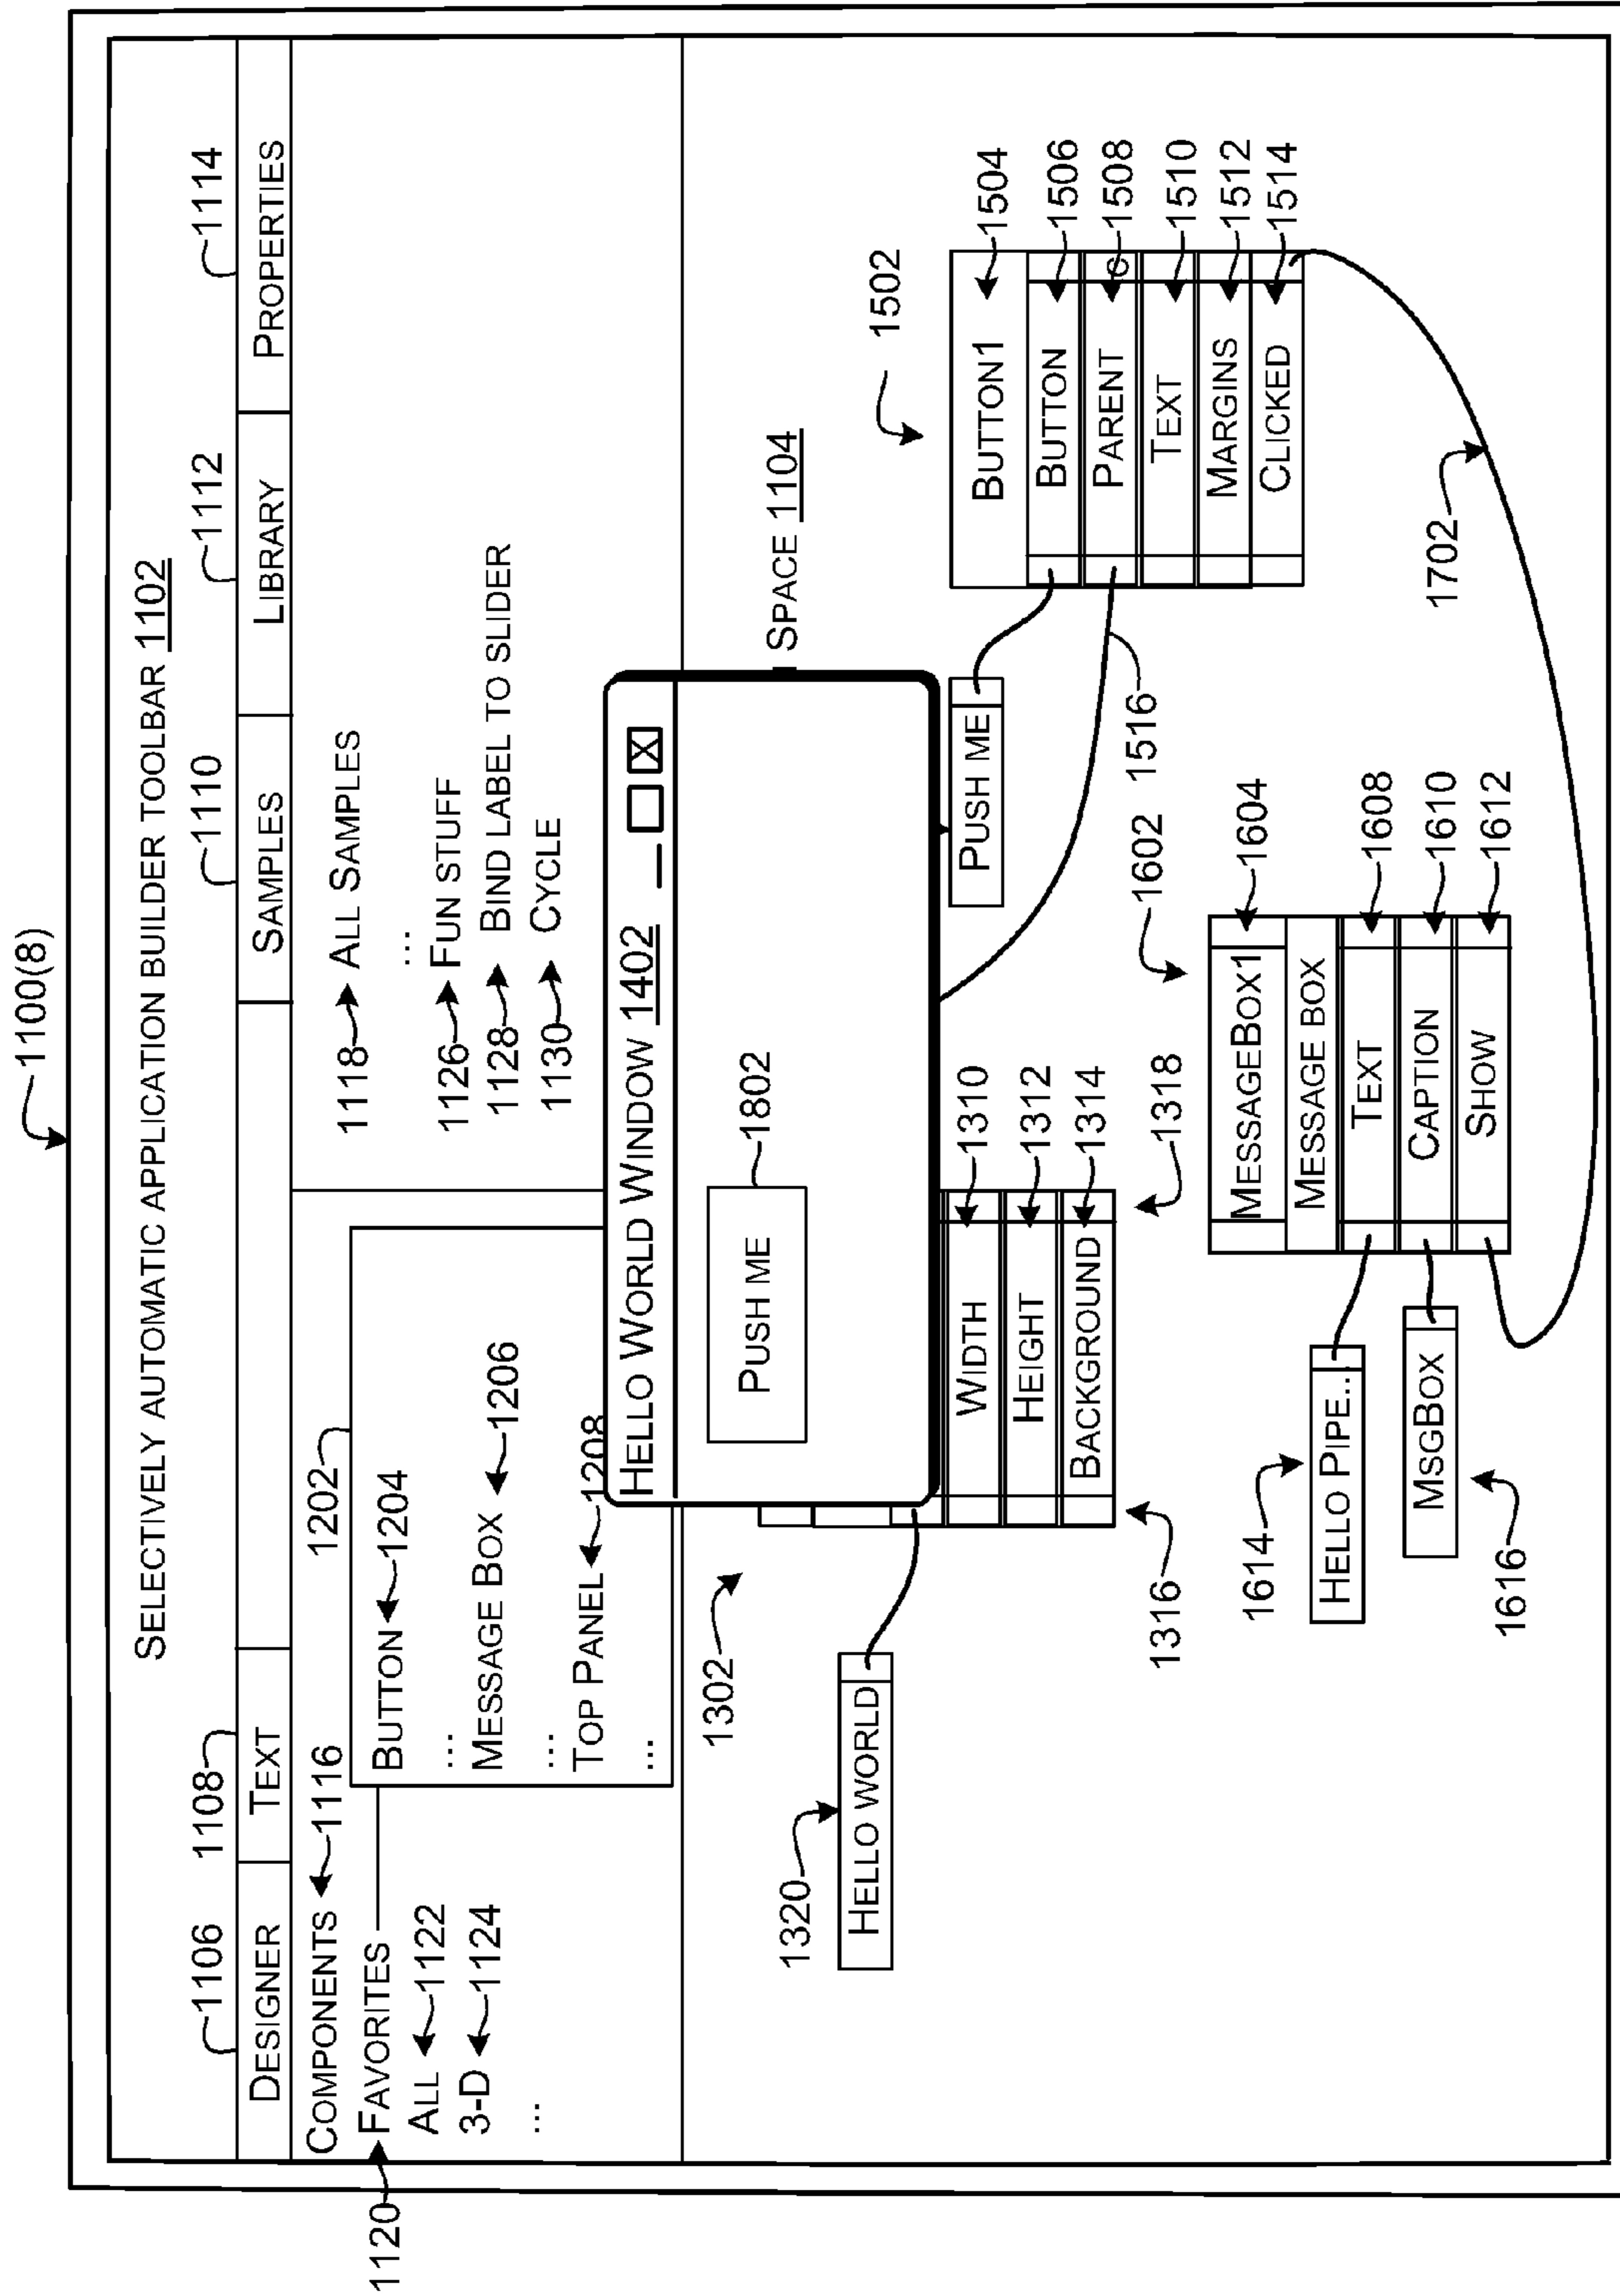 1100(8)
SELECTIVELY AUTOMATIC APPLICATION BUILDER TOOLBAR 1102
1106
1108
1110
1112
1114
DESIGNER
TEXT
SAMPLES
LIBRARY
PROPERTIES
COMPONENTS 1116
1120
FAVORITES
ALL 1122
3-D 1124
...
1202
BUTTON 1204
...
MESSAGE BOX 1206
...
TOP PANEL 1208
...
1118 ALL SAMPLES
...
1126 FUN STUFF
1128 BIND LABEL TO SLIDER
1130 CYCLE
HELLO WORLD WINDOW 1402
PUSH ME
1802
SPACE 1104
1302
1320
HELLO WORLD
WIDTH 1310
HEIGHT 1312
BACKGROUND 1314
1316
1318
PUSH ME
1516
1502
BUTTON1 1504
BUTTON 1506
PARENT C 1508
TEXT 1510
MARGINS 1512
CLICKED 1514
1702
1602
MESSAGEBOX1 1604
MESSAGE BOX
TEXT 1608
CAPTION 1610
SHOW 1612
1614
HELLO PIPE...
MSGBOX
1616